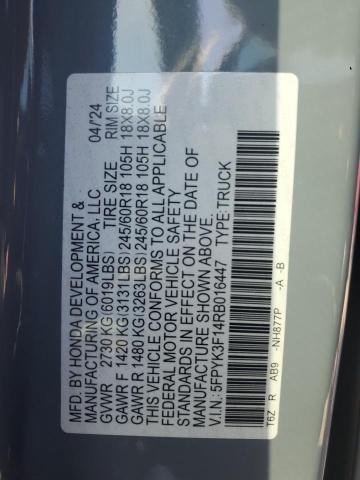 MFD. BY HONDA DEVELOPMENT &
MANUFACTURING OF AMERICA, LLC 04/24
GVWR 2730 KG (6019LBS) TIRE SIZE RIM SIZE
GAWR F 1420 KG (3131LBS) 245/60R18 105H 18X8.0J
GAWR R 1480 KG (3263LBS) 245/60R18 105H 18X8.0J
THIS VEHICLE CONFORMS TO ALL APPLICABLE
FEDERAL MOTOR VEHICLE SAFETY
STANDARDS IN EFFECT ON THE DATE OF
MANUFACTURE SHOWN ABOVE.
V.I.N.: 5FPYK3F14RB016447 TYPE:TRUCK
T6Z R AB9 -NH877P -A -B